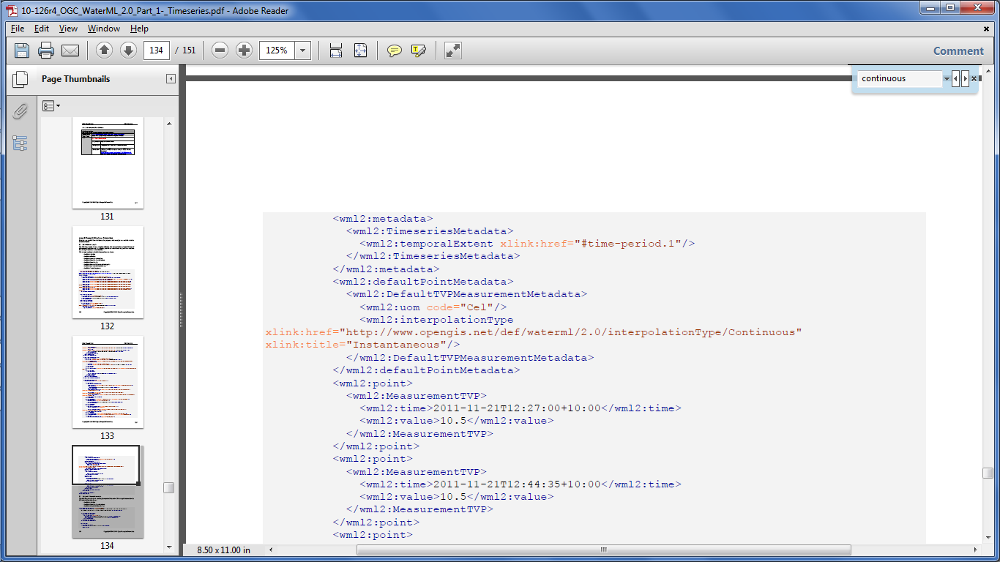 10-126r4_OGC_WaterML_2.0_Part_1-_Timeseries.pdf - Adobe Reader
File Edit View Window Help
134 / 151 125% Comment
Page Thumbnails
continuous
131
132
133
134
<wml2:metadata>
<wml2:TimeseriesMetadata>
<wml2:temporalExtent xlink:href="#time-period.1"/>
</wml2:TimeseriesMetadata>
</wml2:metadata>
<wml2:defaultPointMetadata>
<wml2:DefaultTVPMeasurementMetadata>
<wml2:uom code="Cel"/>
<wml2:interpolationType
xlink:href="http://www.opengis.net/def/waterml/2.0/interpolationType/Continuous"
xlink:title="Instantaneous"/>
</wml2:DefaultTVPMeasurementMetadata>
</wml2:defaultPointMetadata>
<wml2:point>
<wml2:MeasurementTVP>
<wml2:time>2011-11-21T12:27:00+10:00</wml2:time>
<wml2:value>10.5</wml2:value>
</wml2:MeasurementTVP>
</wml2:point>
<wml2:point>
<wml2:MeasurementTVP>
<wml2:time>2011-11-21T12:44:35+10:00</wml2:time>
<wml2:value>10.5</wml2:value>
</wml2:MeasurementTVP>
</wml2:point>
<wml2:point>
8.50 x 11.00 in